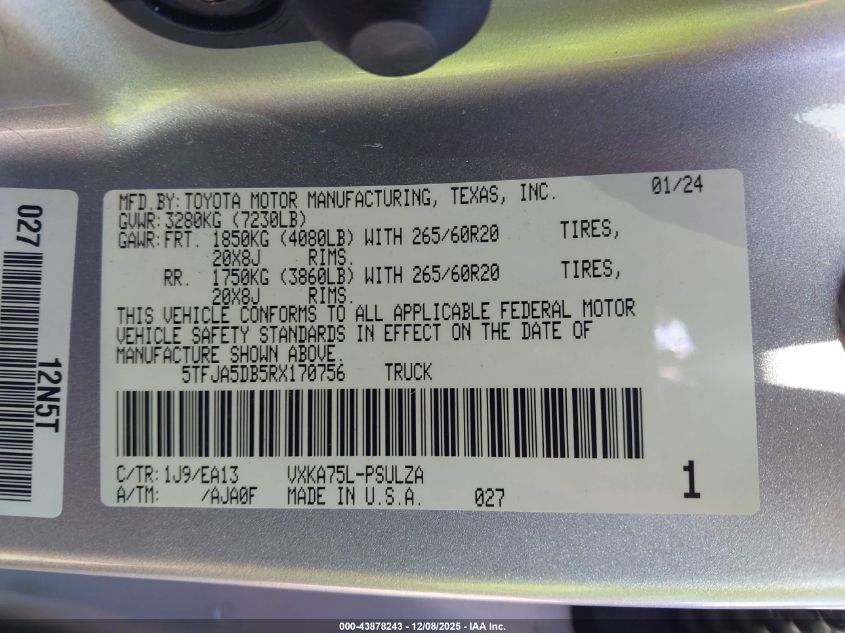 MFD.BY:TOYOTA MOTOR MANUFACTURING, TEXAS, INC. 01/24
GVWR:3280KG (7230LB)
GAWR:FRT. 1850KG (4080LB) WITH 265/60R20 TIRES,
20X8J RIMS.
RR. 1750KG (3860LB) WITH 265/60R20 TIRES,
20X8J RIMS.
THIS VEHICLE CONFORMS TO ALL APPLICABLE FEDERAL MOTOR
VEHICLE SAFETY STANDARDS IN EFFECT ON THE DATE OF
MANUFACTURE SHOWN ABOVE.
5TFJA5DB5RX170756 TRUCK
C/TR:1J9/EA13 VXKA75L-PSULZA
A/TM: /AJA0F MADE IN U.S.A. 027
1
027
12N5T
000-43878243 - 12/08/2025 - IAA Inc.